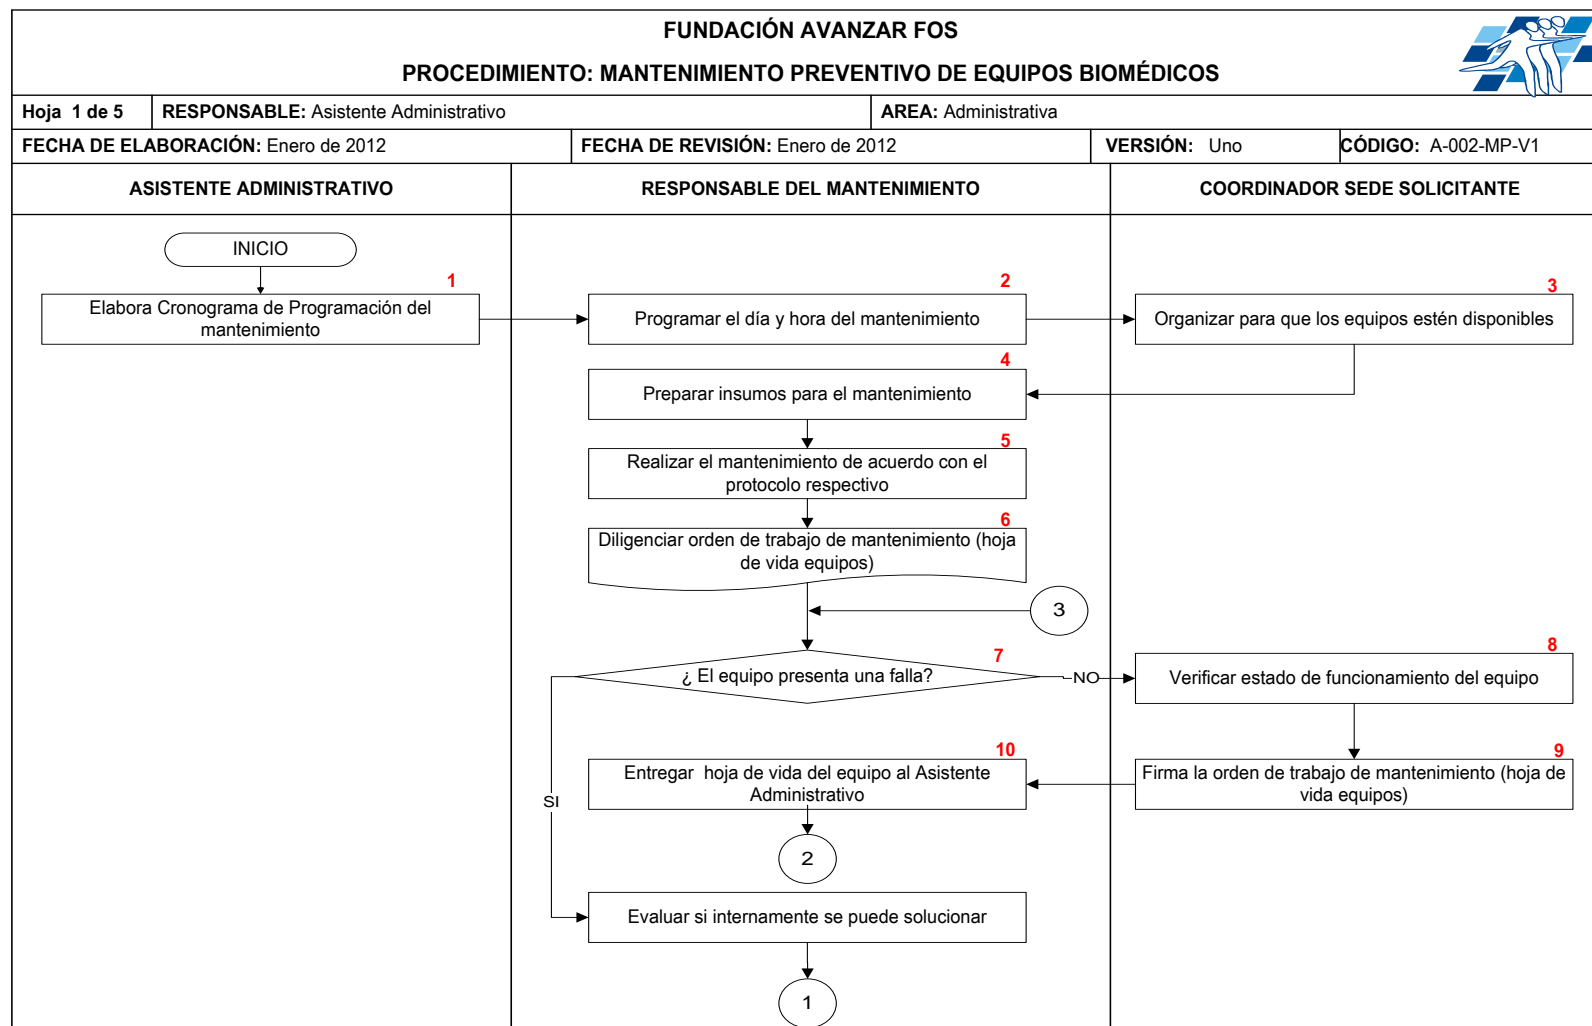 FUNDACIÓN AVANZAR FOS
PROCEDIMIENTO: MANTENIMIENTO PREVENTIVO DE EQUIPOS BIOMÉDICOS
Hoja 1 de 5
RESPONSABLE: Asistente Administrativo
AREA: Administrativa
FECHA DE ELABORACIÓN: Enero de 2012
FECHA DE REVISIÓN: Enero de 2012
VERSIÓN: Uno
CÓDIGO: A-002-MP-V1
ASISTENTE ADMINISTRATIVO
RESPONSABLE DEL MANTENIMIENTO
COORDINADOR SEDE SOLICITANTE
INICIO
1
Elabora Cronograma de Programación del
mantenimiento
2
Programar el día y hora del mantenimiento
3
Organizar para que los equipos estén disponibles
4
Preparar insumos para el mantenimiento
5
Realizar el mantenimiento de acuerdo con el
protocolo respectivo
6
Diligenciar orden de trabajo de mantenimiento (hoja
de vida equipos)
3
7
¿ El equipo presenta una falla?
NO
8
Verificar estado de funcionamiento del equipo
9
Firma la orden de trabajo de mantenimiento (hoja de
vida equipos)
10
Entregar hoja de vida del equipo al Asistente
Administrativo
SI
2
Evaluar si internamente se puede solucionar
1